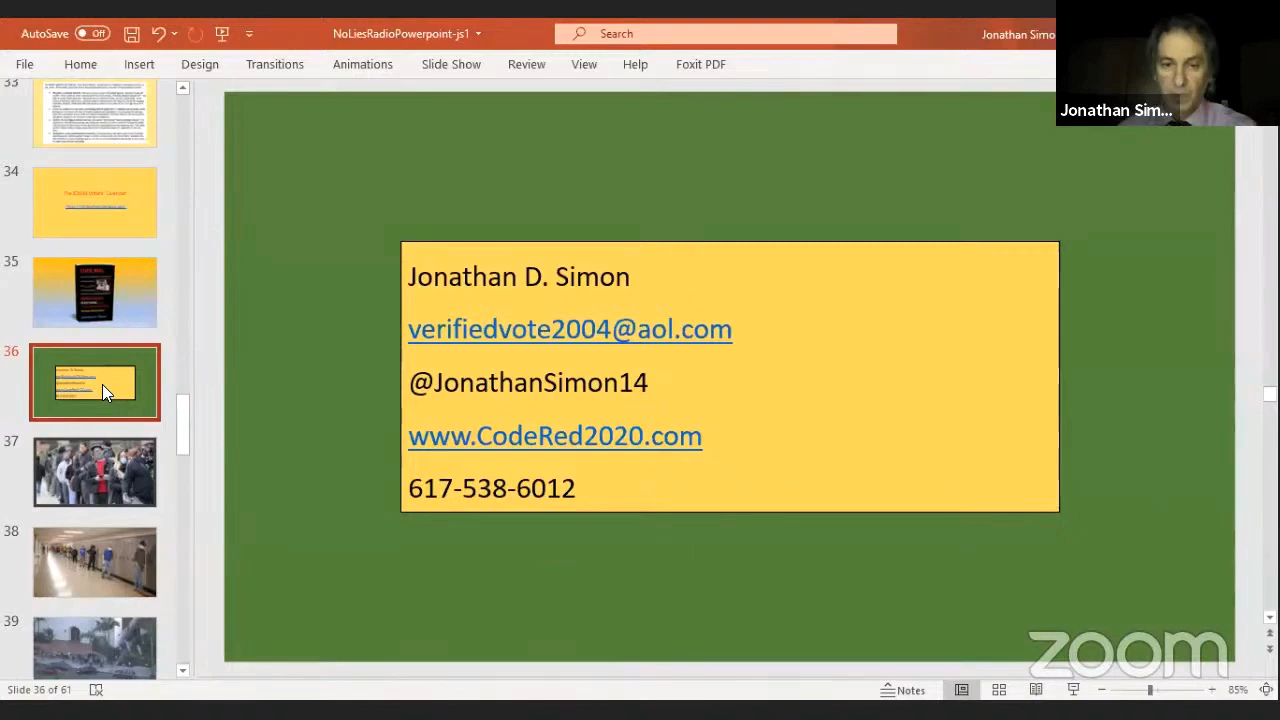 AutoSave Off
NoLiesRadioPowerpoint-js1
Search
Jonathan Simo
File Home Insert Design Transitions Animations Slide Show Review View Help Foxit PDF
Jonathan Sim...
33
34
35
36
37
38
39
Jonathan D. Simon
verifiedvote2004@aol.com
@JonathanSimon14
www.CodeRed2020.com
617-538-6012
zoom
Slide 36 of 61
Notes
85%